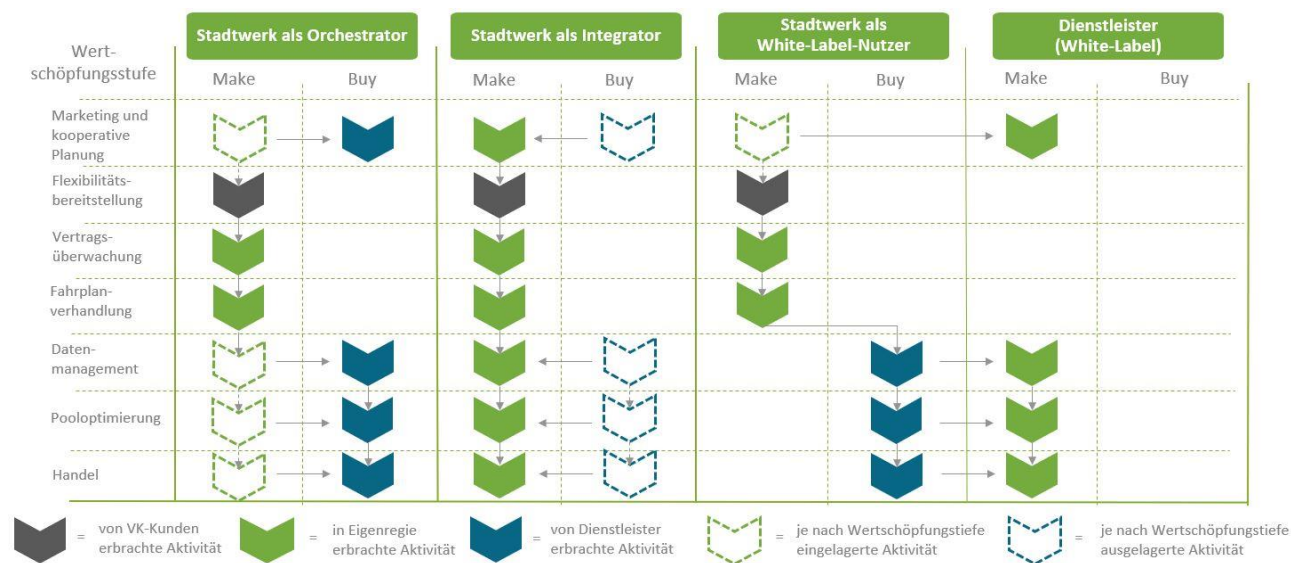 Stadtwerk als Orchestrator
Stadtwerk als Integrator
Stadtwerk als
White-Label-Nutzer
Dienstleister
(White-Label)
Wert-
schöpfungsstufe
Make
Buy
Make
Buy
Make
Buy
Make
Buy
Marketing und
kooperative
Planung
Flexibilitäts-
bereitstellung
Vertrags-
überwachung
Fahrplan-
verhandlung
Daten-
management
Pooloptimierung
Handel
= von VK-Kunden
erbrachte Aktivität
= in Eigenregie
erbrachte Aktivität
= von Dienstleister
erbrachte Aktivität
= je nach Wertschöpfungstiefe
eingelagerte Aktivität
= je nach Wertschöpfungstiefe
ausgelagerte Aktivität